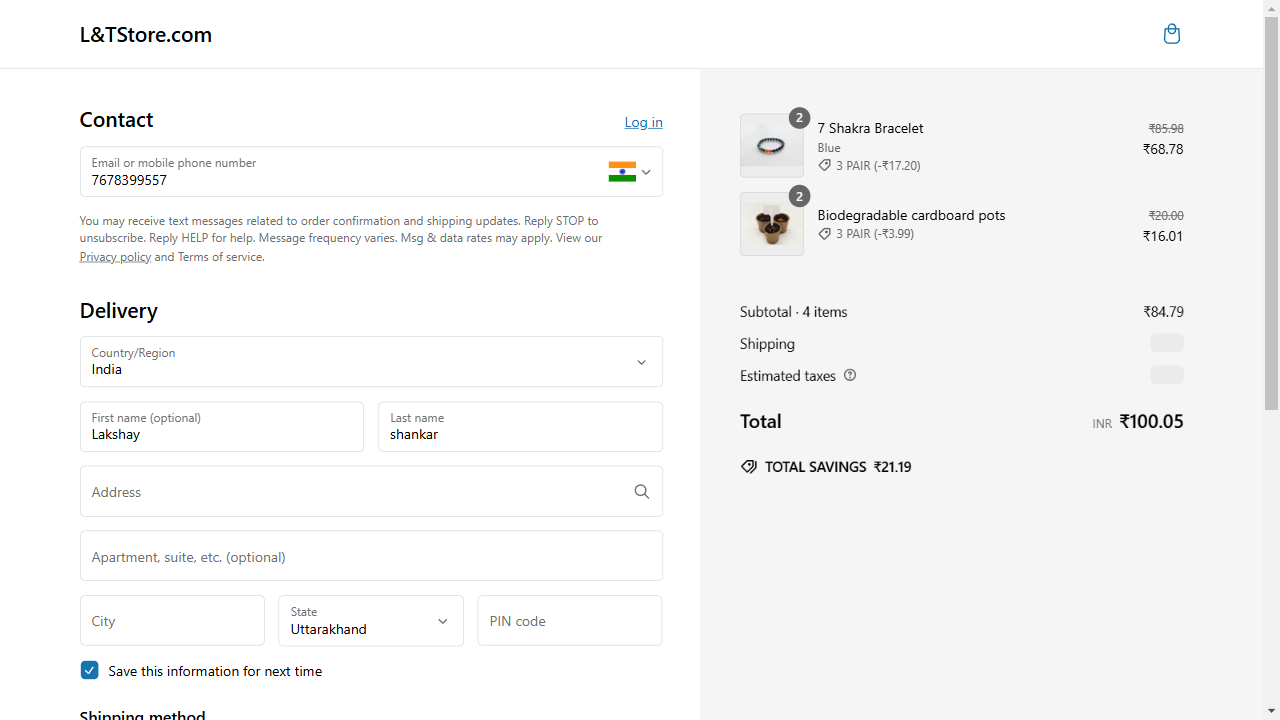 L&TStore.com
Contact
Log in
Email or mobile phone number
7678399557
You may receive text messages related to order confirmation and shipping updates. Reply STOP to
unsubscribe. Reply HELP for help. Message frequency varies. Msg & data rates may apply. View our
Privacy policy and Terms of service.
Delivery
Country/Region
India
First name (optional)
Lakshay
Last name
shankar
Address
Apartment, suite, etc. (optional)
City
State
Uttarakhand
PIN code
Save this information for next time
Shipping method
2
7 Shakra Bracelet
₹85.98
Blue
₹68.78
3 PAIR (-₹17.20)
2
Biodegradable cardboard pots
₹20.00
3 PAIR (-₹3.99)
₹16.01
Subtotal · 4 items
₹84.79
Shipping
Estimated taxes
Total
INR ₹100.05
TOTAL SAVINGS ₹21.19